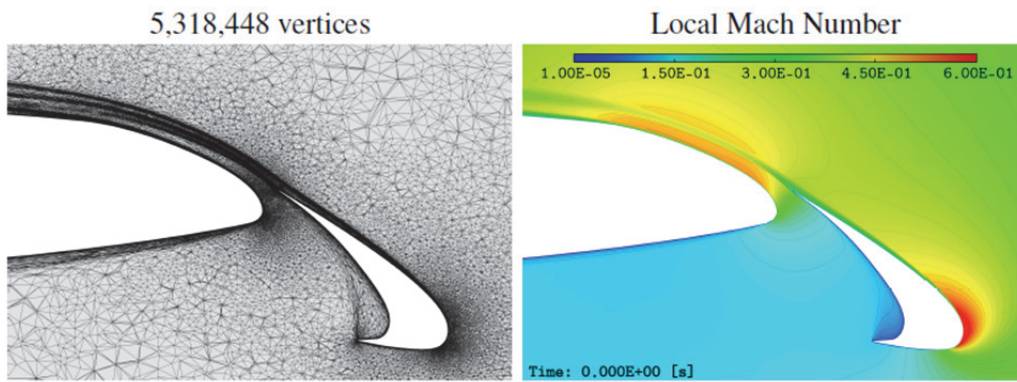 5,318,448 vertices
Local Mach Number
1.00E-05 1.50E-01 3.00E-01 4.50E-01 6.00E-01
Time: 0.000E+00 [s]